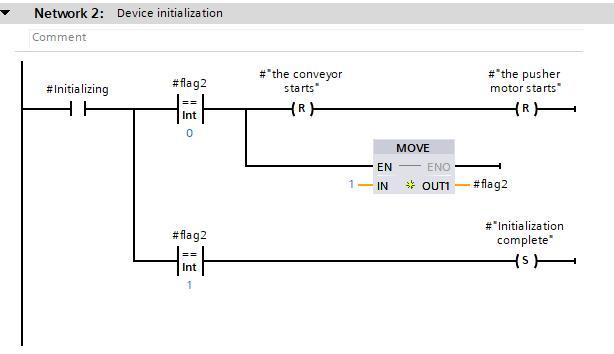 Network 2: Device initialization
Comment
#Initializing
#flag2
==
Int
0
#"the conveyor
starts"
R
#"the pusher
motor starts"
R
MOVE
EN ENO
1 IN OUT1 #flag2
#flag2
==
Int
1
#"Initialization
complete"
S